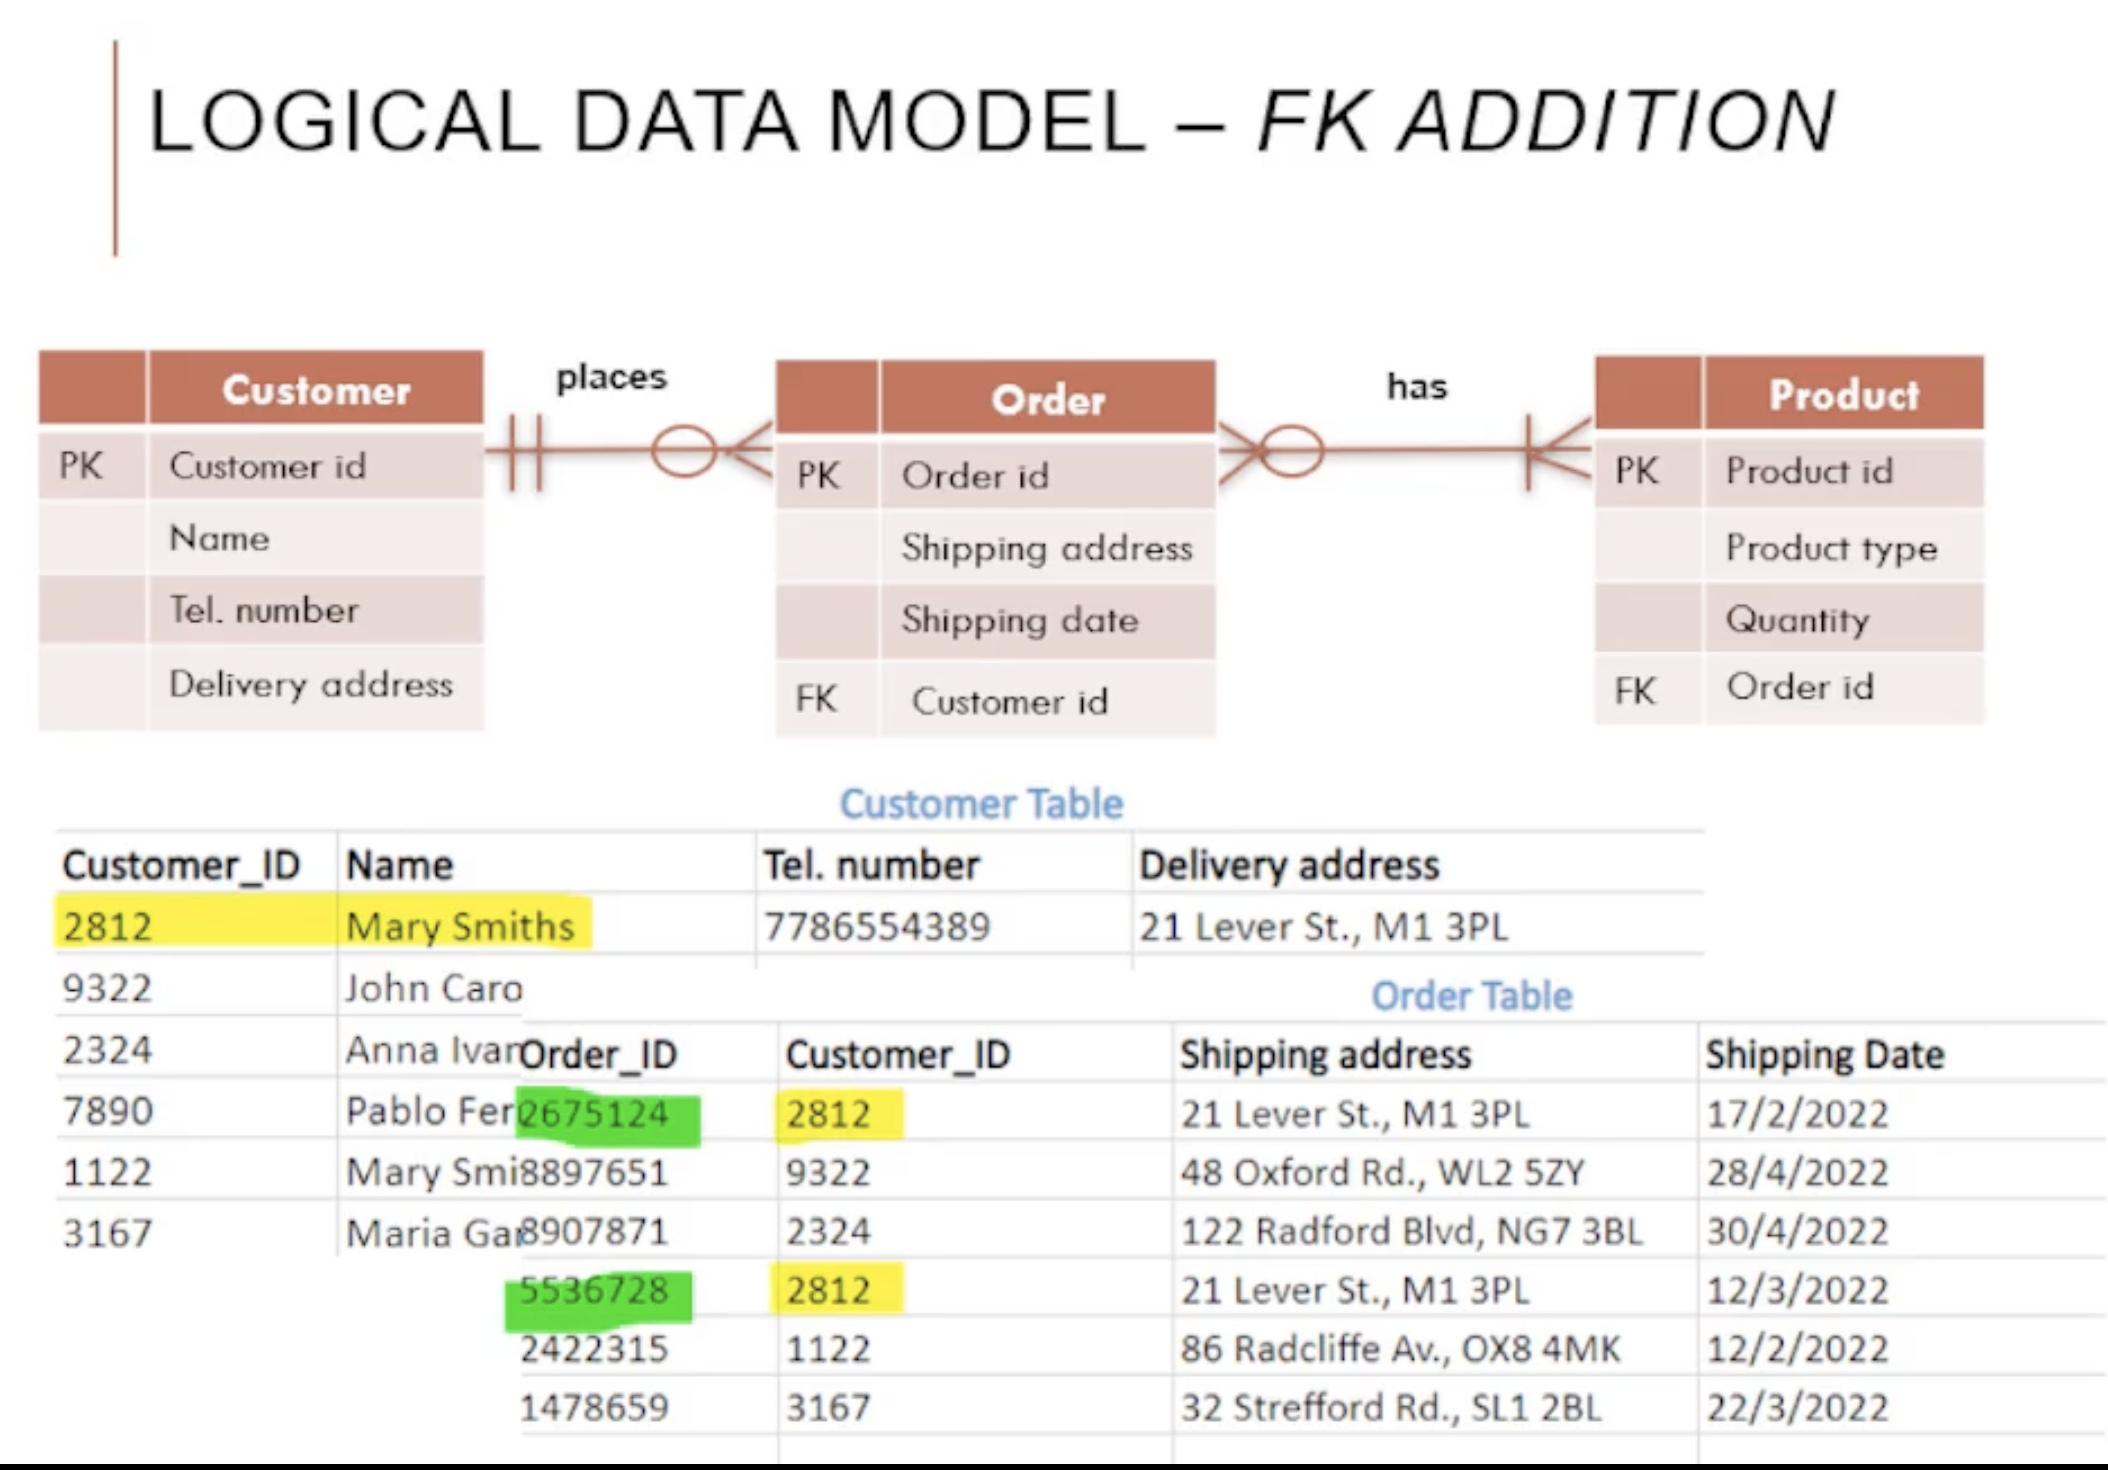 LOGICAL DATA MODEL – FK ADDITION
Customer
PK Customer id
Name
Tel. number
Delivery address
places
Order
PK Order id
Shipping address
Shipping date
FK Customer id
has
Product
PK Product id
Product type
Quantity
FK Order id
Customer Table
Customer_ID Name Tel. number Delivery address
2812 Mary Smiths 7786554389 21 Lever St., M1 3PL
9322 John Caro
2324 Anna Ivan
7890 Pablo Fer
1122 Mary Smi
3167 Maria Gar
Order Table
Order_ID Customer_ID Shipping address Shipping Date
2675124 2812 21 Lever St., M1 3PL 17/2/2022
8897651 9322 48 Oxford Rd., WL2 5ZY 28/4/2022
8907871 2324 122 Radford Blvd, NG7 3BL 30/4/2022
5536728 2812 21 Lever St., M1 3PL 12/3/2022
2422315 1122 86 Radcliffe Av., OX8 4MK 12/2/2022
1478659 3167 32 Strefford Rd., SL1 2BL 22/3/2022